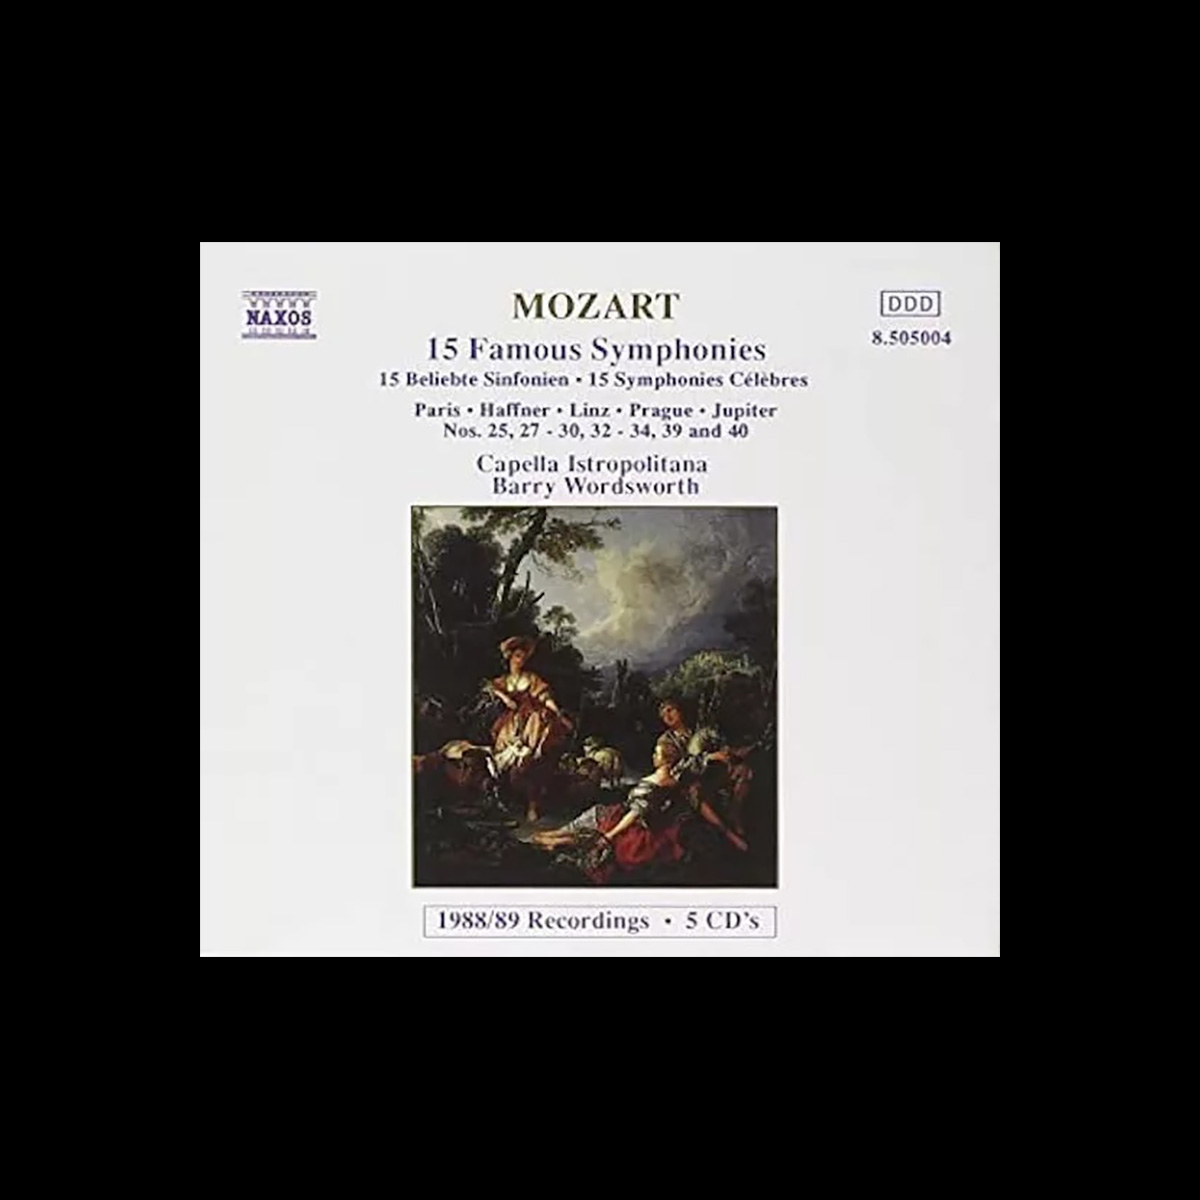 NAXOS
DDD
8.505004
MOZART
15 Famous Symphonies
15 Beliebte Sinfonien • 15 Symphonies Célèbres
Paris • Haffner • Linz • Prague • Jupiter
Nos. 25, 27 - 30, 32 - 34, 39 and 40
Capella Istropolitana
Barry Wordsworth
1988/89 Recordings • 5 CD's